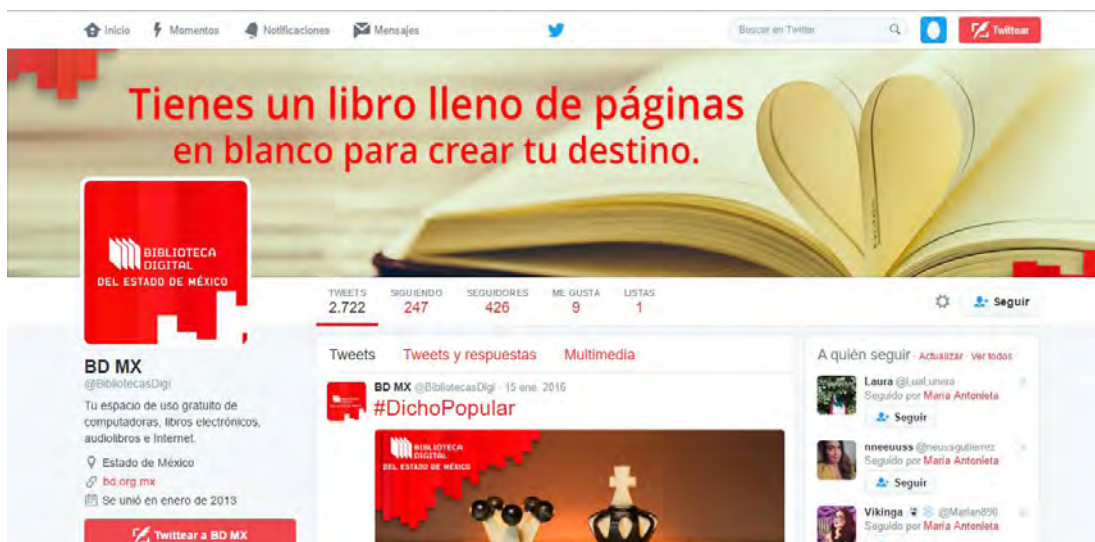 Inicio Momentos Notificaciones Mensajes Buscar en Twitter Twittear
Tienes un libro lleno de páginas
en blanco para crear tu destino.
BIBLIOTECA
DIGITAL
DEL ESTADO DE MÉXICO
TWEETS SIGUIENDO SEGUIDORES ME GUSTA LISTAS
2.722 247 426 9 1
Seguir
BD MX
@BibliotecasDigi
Tu espacio de uso gratuito de
computadoras, libros electrónicos,
audiolibros e Internet.
Estado de México
bd.org.mx
Se unió en enero de 2013
Twittear a BD MX
Tweets Tweets y respuestas Multimedia
BD MX @BibliotecasDigi · 15 ene. 2016
#DichoPopular
BIBLIOTECA
DIGITAL
DEL ESTADO DE MÉXICO
A quién seguir · Actualizar · Ver todos
Laura @LuaLunera
Seguido por María Antonieta
Seguir
nneeuuss @neusgutierrez
Seguido por María Antonieta
Seguir
Vikinga @Marian890
Seguido por María Antonieta